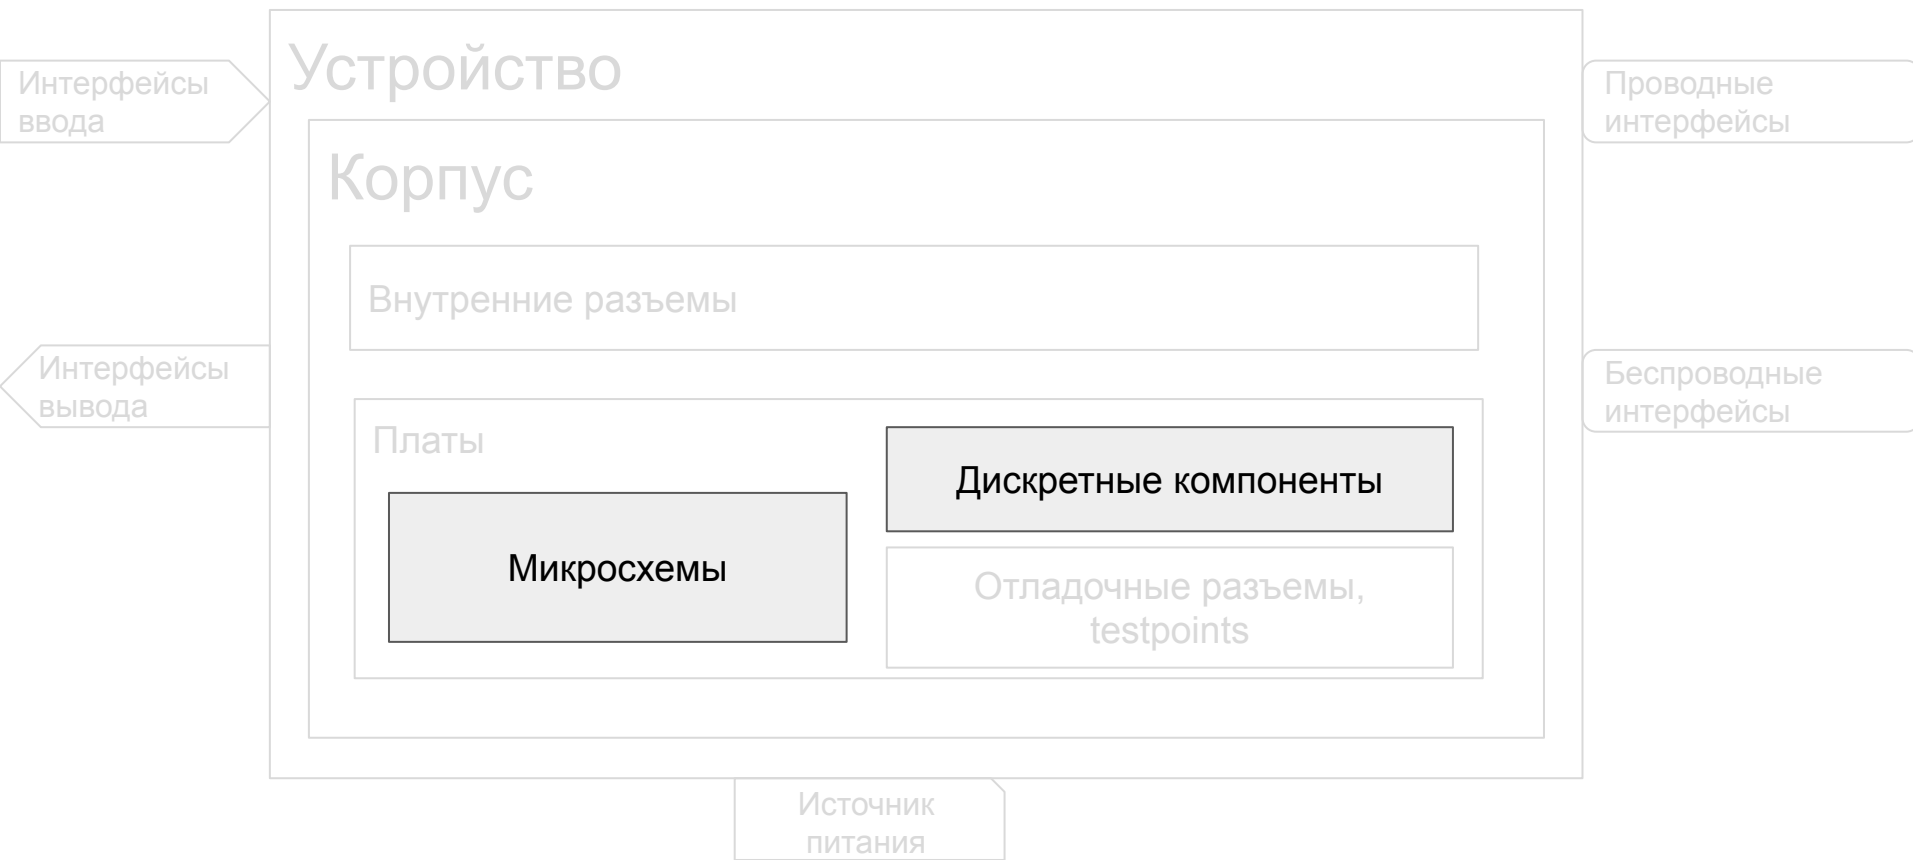 Устройство
Интерфейсы
ввода
Проводные
интерфейсы
Корпус
Внутренние разъемы
Интерфейсы
вывода
Беспроводные
интерфейсы
Платы
Дискретные компоненты
Микросхемы
Отладочные разъемы,
testpoints
Источник
питания